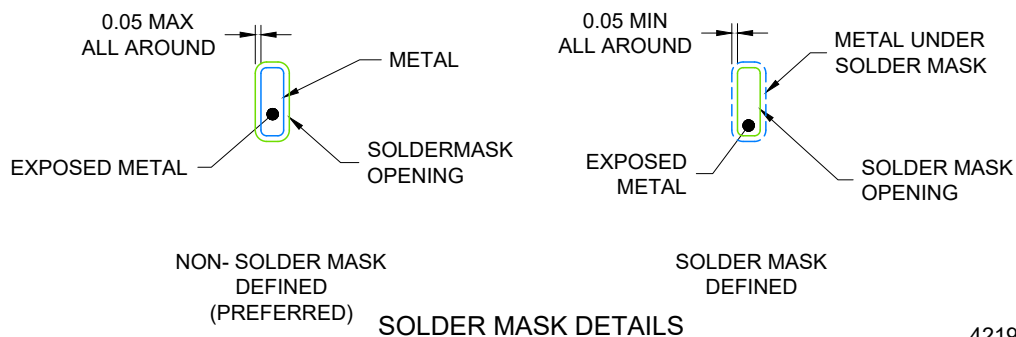 0.05 MAX
ALL AROUND
METAL
EXPOSED METAL
SOLDERMASK
OPENING
NON- SOLDER MASK
DEFINED
(PREFERRED)
0.05 MIN
ALL AROUND
METAL UNDER
SOLDER MASK
EXPOSED
METAL
SOLDER MASK
OPENING
SOLDER MASK
DEFINED
SOLDER MASK DETAILS
4219